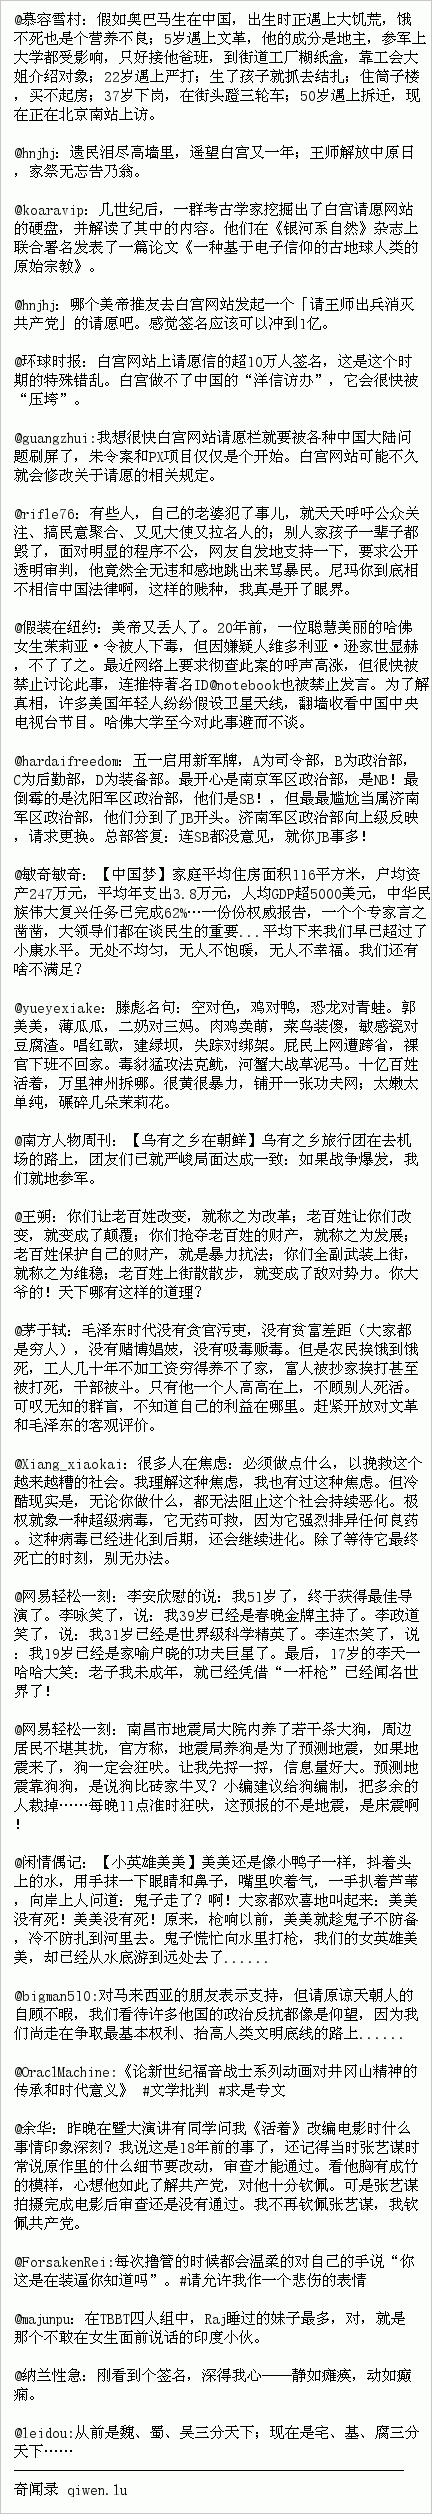 @慕容雪村: 假如奥巴马生在中国, 出生时正遇上大饥荒, 饿
不死也是个营养不良; 5岁遇上文革, 他的成分是地主, 参军上
大学都受影响, 只好接他爸班, 到街道工厂糊纸盒, 靠工会大
姐介绍对象; 22岁遇上严打; 生了孩子就抓去结扎; 住筒子楼
, 买不起房; 37岁下岗, 在街头蹬三轮车; 50岁遇上拆迁, 现
在正在北京南站上访。
@hnjhj: 遗民泪尽高墙里, 遥望白宫又一年; 王师解放中原日
, 家祭无忘告乃翁。
@koaravip: 几世纪后, 一群考古学家挖掘出了白宫请愿网站
的硬盘, 并解读了其中的内容。他们在《银河系自然》杂志上
联合署名发表了一篇论文《一种基于电子信仰的古地球人类的
原始宗教》。
@hnjhj: 哪个美帝推友去白宫网站发起一个「请王师出兵消灭
共产党」的请愿吧。感觉签名应该可以冲到1亿。
@环球时报: 白宫网站上请愿信的超10万人签名, 这是这个时
期的特殊错乱。白宫做不了中国的“洋信访办”, 它会很快被
“压垮”。
@guangzhui:我想很快白宫网站请愿栏就要被各种中国大陆问
题刷屏了, 朱令案和PX项目仅仅是个开始。白宫网站可能不久
就会修改关于请愿的相关规定。
@rifle76: 有些人, 自己的老婆犯了事儿, 就天天呼吁公众关
注、搞民意聚合、又见大使又拉名人的; 别人家孩子一辈子都
毁了, 面对明显的程序不公, 网友自发地支持一下, 要求公开
透明审判, 他竟然全无违和感地跳出来骂暴民。尼玛你到底相
不相信中国法律啊, 这样的贱种, 我真是开了眼界。
@假装在纽约: 美帝又丢人了。20年前, 一位聪慧美丽的哈佛
女生茉莉亚·令被人下毒, 但因嫌疑人维多利亚·逊家世显赫
, 不了了之。最近网络上要求彻查此案的呼声高涨, 但很快被
禁止讨论此事, 连推特著名ID@notebook也被禁止发言。为了解
真相, 许多美国年轻人纷纷假设卫星天线, 翻墙收看中国中央
电视台节目。哈佛大学至今对此事避而不谈。
@hardaifreedom: 五一启用新军牌, A为司令部, B为政治部,
C为后勤部, D为装备部。最开心是南京军区政治部, 是NB! 最
倒霉的是沈阳军区政治部, 他们是SB!, 但最最尴尬当属济南
军区政治部, 他们分到了JB开头。济南军区政治部向上级反映
, 请求更换。总部答复: 连SB都没意见, 就你JB事多!
@敏奇敏奇: 【中国梦】家庭平均住房面积116平方米, 户均资
产247万元, 平均年支出3.8万元, 人均GDP超5000美元, 中华民
族伟大复兴任务已完成62%…一份份权威报告, 一个个专家言之
凿凿, 大领导们都在谈民生的重要...平均下来我们早已超过了
小康水平。无处不均匀, 无人不饱暖, 无人不幸福。我们还有
啥不满足?
@yueyexiake: 滕彪名句: 空对色, 鸡对鸭, 恐龙对青蛙。郭
美美, 薄瓜瓜, 二奶对三妈。肉鸡卖萌, 菜鸟装傻, 敏感瓷对
豆腐渣。唱红歌, 建绿坝, 失踪对绑架。屁民上网遭跨省, 裸
官下班不回家。毒豺猛攻法克鱿, 河蟹大战草泥马。十亿百姓
活着, 万里神州拆哪。很黄很暴力, 铺开一张功夫网; 太嫩太
单纯, 碾碎几朵茉莉花。
@南方人物周刊: 【乌有之乡在朝鲜】乌有之乡旅行团在去机
场的路上, 团友们已就严峻局面达成一致: 如果战争爆发, 我
们就地参军。
@王朔: 你们让老百姓改变, 就称之为改革; 老百姓让你们改
变, 就变成了颠覆; 你们抢夺老百姓的财产, 就称之为发展;
老百姓保护自己的财产, 就是暴力抗法; 你们全副武装上街,
就称之为维稳; 老百姓上街散散步, 就变成了敌对势力。你大
爷的! 天下哪有这样的道理?
@茅于轼: 毛泽东时代没有贪官污吏, 没有贫富差距 (大家都
是穷人), 没有赌博娼妓, 没有吸毒贩毒。但是农民挨饿到饿
死, 工人几十年不加工资穷得养不了家, 富人被抄家挨打甚至
被打死, 干部被斗。只有他一个人高高在上, 不顾别人死活。
可叹无知的群盲, 不知道自己的利益在哪里。赶紧开放对文革
和毛泽东的客观评价。
@Xiang_xiaokai: 很多人在焦虑: 必须做点什么, 以挽救这个
越来越糟的社会。我理解这种焦虑, 我也有过这种焦虑。但冷
酷现实是, 无论你做什么, 都无法阻止这个社会持续恶化。极
权就象一种超级病毒, 它无药可救, 因为它强烈排异任何良药
。这种病毒已经进化到后期, 还会继续进化。除了等待它最终
死亡的时刻, 别无办法。
@网易轻松一刻: 李安欣慰的说: 我51岁了, 终于获得最佳导
演了。李咏笑了, 说: 我39岁已经是春晚金牌主持了。李政道
笑了, 说: 我31岁已经是世界级科学精英了。李连杰笑了, 说
: 我19岁已经是家喻户晓的功夫巨星了。最后, 17岁的李天一
哈哈大笑: 老子我未成年, 就已经凭借“一杆枪”已经闻名世
界了!
@网易轻松一刻: 南昌市地震局大院内养了若干条大狗, 周边
居民不堪其扰, 官方称, 地震局养狗是为了预测地震, 如果地
震来了, 狗一定会狂吠。让我先捋一捋, 信息量好大。预测地
震靠狗狗, 是说狗比砖家牛叉? 小编建议给狗编制, 把多余的
人裁掉……每晚11点准时狂吠, 这预报的不是地震, 是床震啊
!
@闲情偶记: 【小英雄美美】美美还是像小鸭子一样, 抖着头
上的水, 用手抹一下眼睛和鼻子, 嘴里吹着气, 一手扒着芦苇
, 向岸上人问道: 鬼子走了? 啊! 大家都欢喜地叫起来: 美美
没有死! 美美没有死! 原来, 枪响以前, 美美就趁鬼子不防备
, 冷不防扎到河里去。鬼子慌忙向水里打枪, 我们的女英雄美
美, 却已经从水底游到远处去了......
@bigman510:对马来西亚的朋友表示支持, 但请原谅天朝人的
自顾不暇, 我们看待许多他国的政治反抗都像是仰望, 因为我
们尚走在争取最基本权利、抬高人类文明底线的路上......
@OraclMachine:《论新世纪福音战士系列动画对井冈山精神的
传承和时代意义》 #文学批判 #求是专文
@余华: 昨晚在暨大演讲有同学问我《活着》改编电影时什么
事情印象深刻? 我说这是18年前的事了, 还记得当时张艺谋时
常说原作里的什么细节要改动, 审查才能通过。看他胸有成竹
的模样, 心想他如此了解共产党, 对他十分钦佩。可是张艺谋
拍摄完成电影后审查还是没有通过。我不再钦佩张艺谋, 我钦
佩共产党。
@ForsakenRei:每次撸管的时候都会温柔的对自己的手说“你
这是在装逼你知道吗”。#请允许我作一个悲伤的表情
@majunpu: 在TBBT四人组中, Raj睡过的妹子最多, 对, 就是
那个不敢在女生面前说话的印度小伙。
@纳兰性急: 刚看到个签名, 深得我心——静如瘫痪, 动如癫
痫。
@leidou:从前是魏、蜀、吴三分天下; 现在是宅、基、腐三分
天下……
奇闻录 qiwen.lu